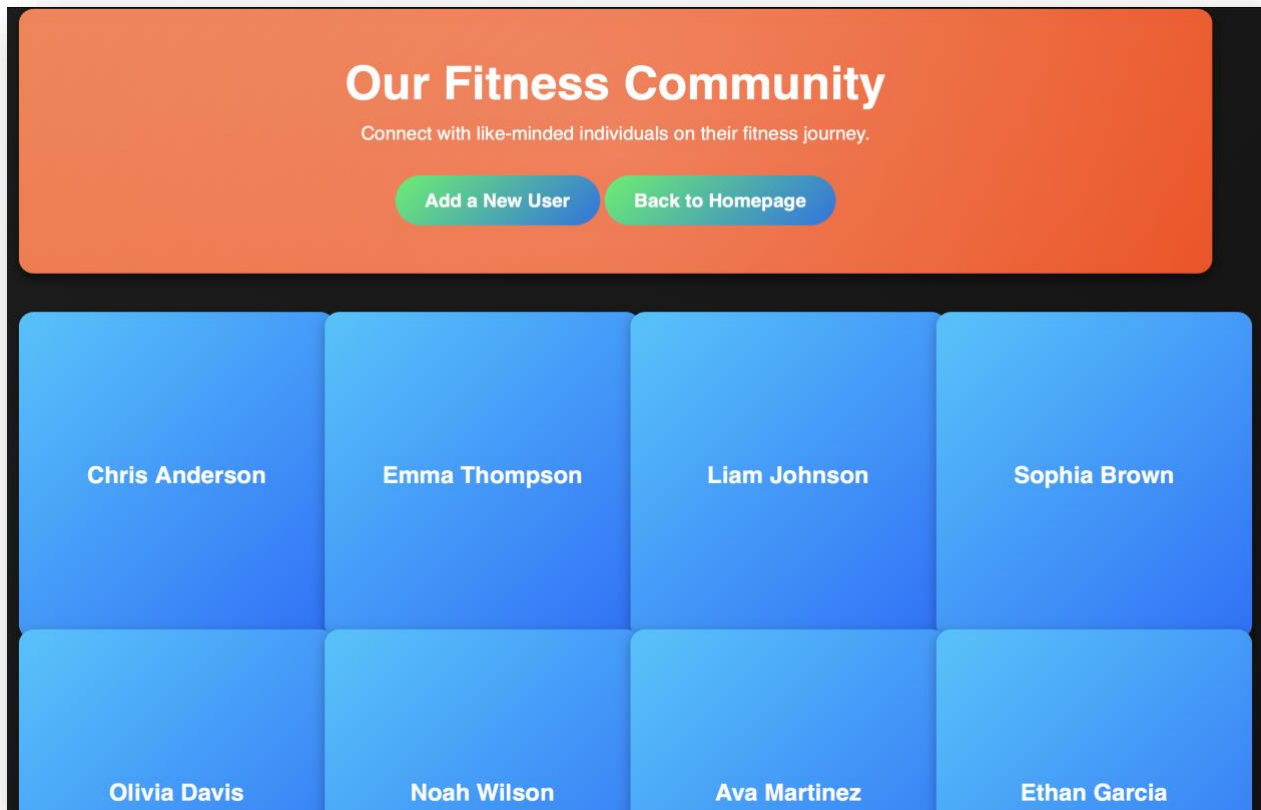 Our Fitness Community
Connect with like-minded individuals on their fitness journey.
Add a New User Back to Homepage
Chris Anderson Emma Thompson Liam Johnson Sophia Brown
Olivia Davis Noah Wilson Ava Martinez Ethan Garcia